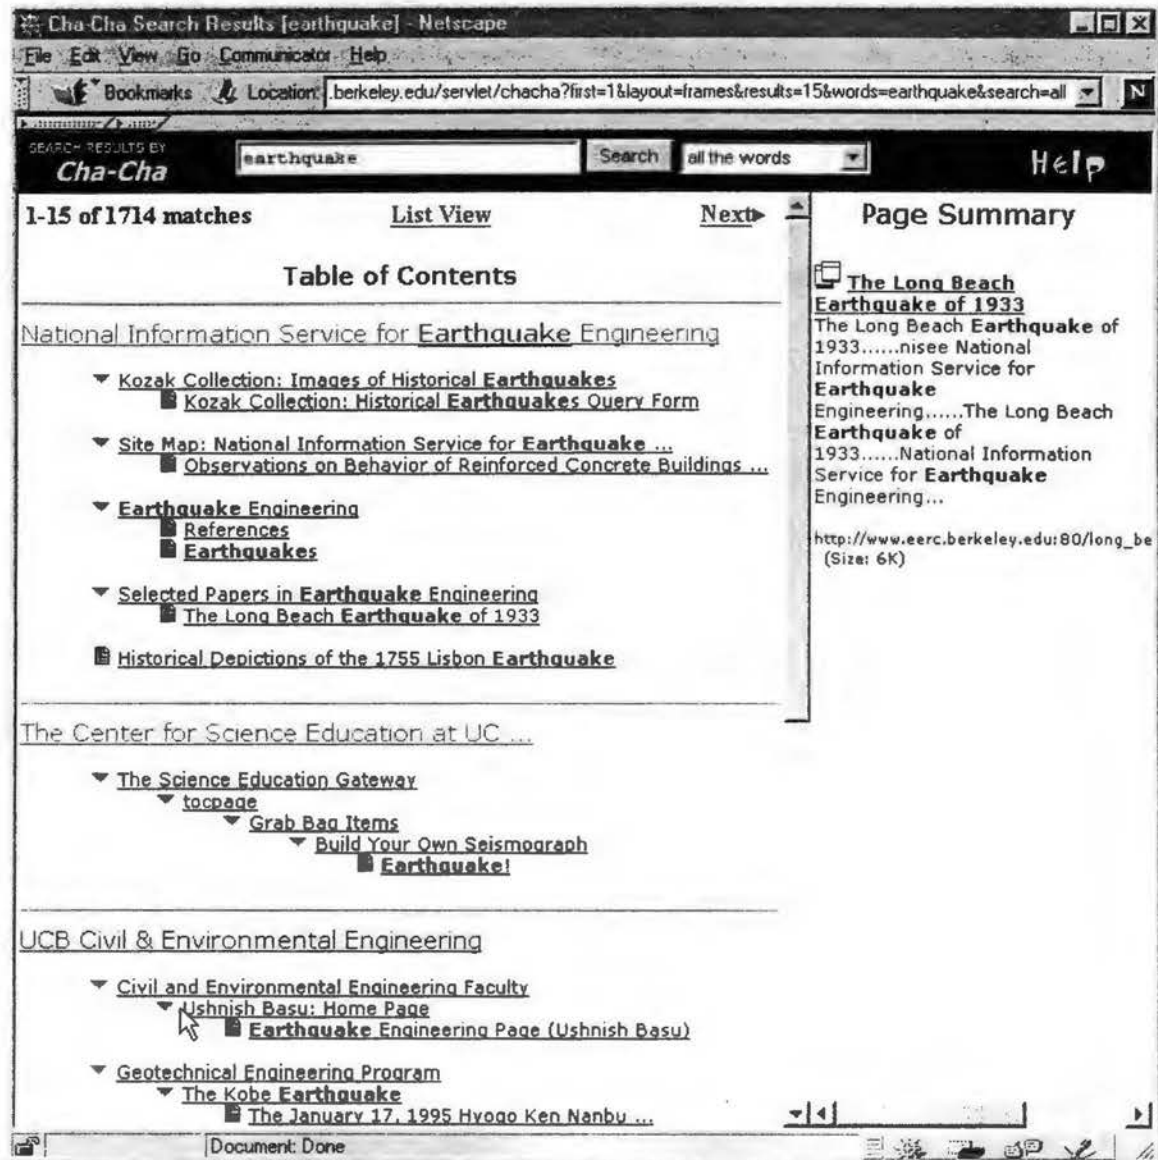 Cha-Cha Search Results [earthquake] - Netscape
File Edit View Go Communicator Help
Bookmarks Location: .berkeley.edu/servlet/chacha?first=1&layout=frames&results=15&words=earthquake&search=all N
SEARCH RESULTS BY
Cha-Cha
earthquake Search all the words Help
1-15 of 1714 matches List View Next
Table of Contents
National Information Service for Earthquake Engineering
Kozak Collection: Images of Historical Earthquakes
Kozak Collection: Historical Earthquakes Query Form
Site Map: National Information Service for Earthquake ...
Observations on Behavior of Reinforced Concrete Buildings ...
Earthquake Engineering
References
Earthquakes
Selected Papers in Earthquake Engineering
The Long Beach Earthquake of 1933
Historical Depictions of the 1755 Lisbon Earthquake
The Center for Science Education at UC ...
The Science Education Gateway
tocpage
Grab Bag Items
Build Your Own Seismograph
Earthquake!
UCB Civil & Environmental Engineering
Civil and Environmental Engineering Faculty
Ushnish Basu: Home Page
Earthquake Engineering Page (Ushnish Basu)
Geotechnical Engineering Program
The Kobe Earthquake
The January 17, 1995 Hyogo Ken Nanbu ...
Page Summary
The Long Beach
Earthquake of 1933
The Long Beach Earthquake of
1933......nisee National
Information Service for
Earthquake
Engineering......The Long Beach
Earthquake of
1933......National Information
Service for Earthquake
Engineering...
http://www.eerc.berkeley.edu:80/long_be
(Size: 6K)
Document: Done